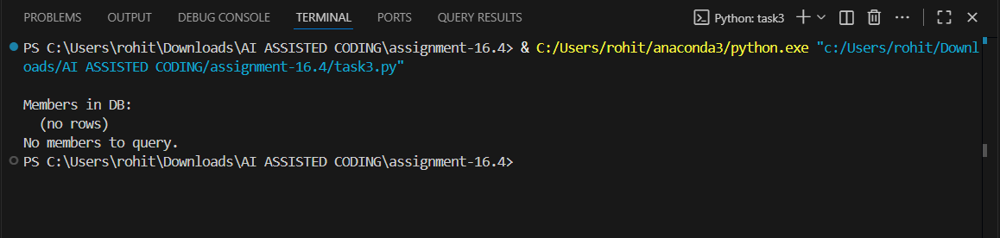 PROBLEMS OUTPUT DEBUG CONSOLE TERMINAL PORTS QUERY RESULTS Python: task3
PS C:\Users\rohit\Downloads\AI ASSISTED CODING\assignment-16.4> & C:/Users/rohit/anaconda3/python.exe "c:/Users/rohit/Downl
oads/AI ASSISTED CODING/assignment-16.4/task3.py"
Members in DB:
(no rows)
No members to query.
PS C:\Users\rohit\Downloads\AI ASSISTED CODING\assignment-16.4>